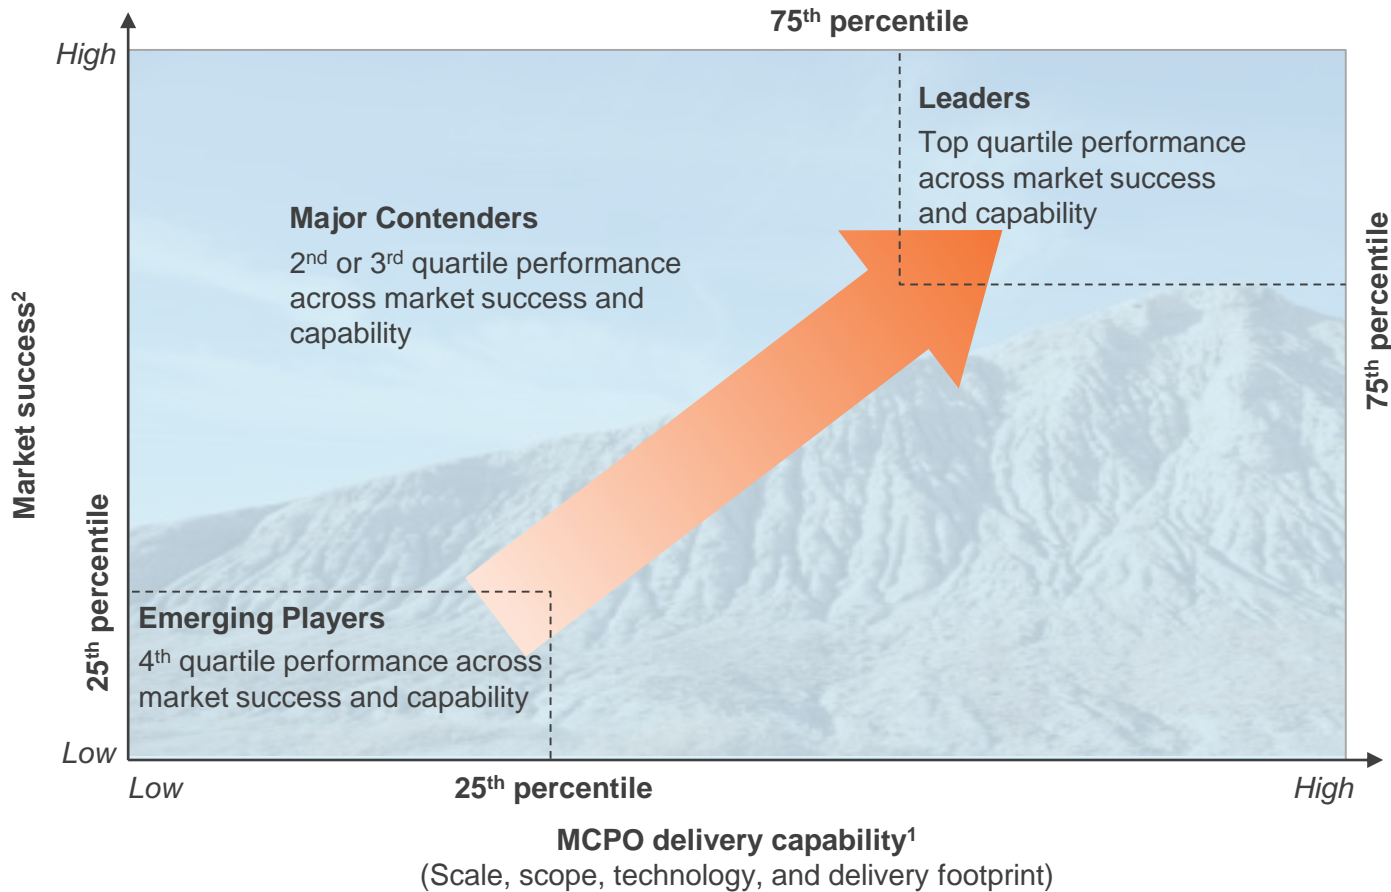 75th percentile
High
Leaders
Top quartile performance
across market success
and capability
Major Contenders
2nd or 3rd quartile performance
across market success and
capability
75th percentile
Market success2
25th percentile
Emerging Players
4th quartile performance across
market success and capability
Low
Low
25th percentile
High
MCPO delivery capability1
(Scale, scope, technology, and delivery footprint)